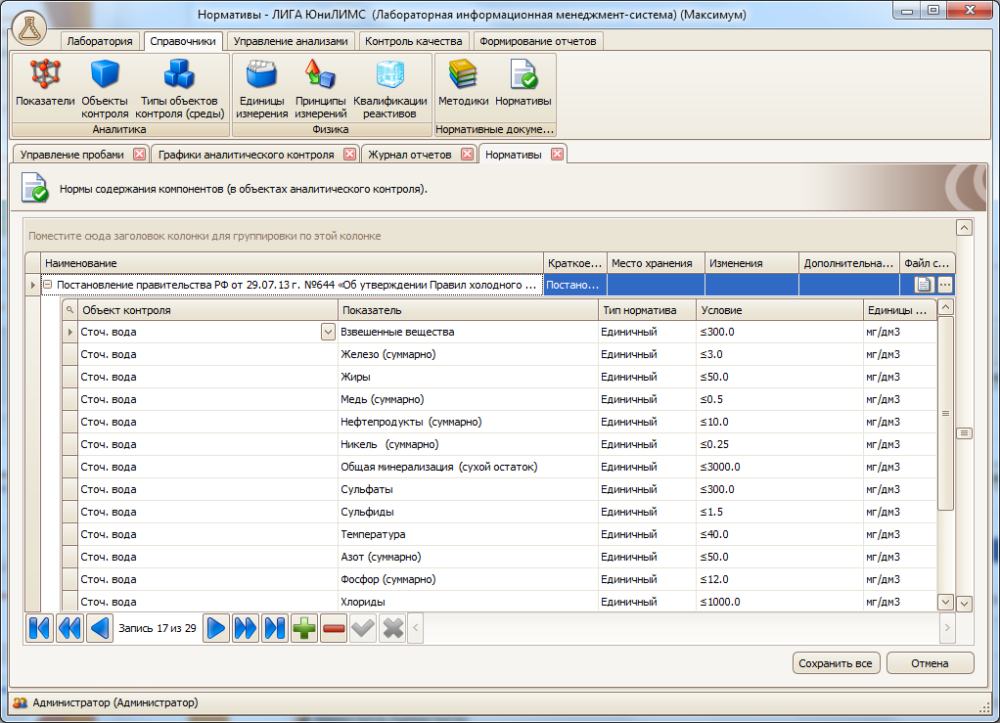 Нормативы - ЛИГА ЮниЛИМС (Лабораторная информационная менеджмент-система) (Максимум)
Лаборатория Справочники Управление анализами Контроль качества Формирование отчетов
Показатели Объекты контроля Типы объектов контроля (среды) Единицы измерения Принципы измерений Квалификации реактивов Методики Нормативы
Аналитика Физика Нормативные докуме...
Управление пробами Графики аналитического контроля Журнал отчетов Нормативы
Нормы содержания компонентов (в объектах аналитического контроля).
Поместите сюда заголовок колонки для группировки по этой колонке
Наименование Краткое... Место хранения Изменения Дополнительна... Файл с...
Постановление правительства РФ от 29.07.13 г. №644 «Об утверждении Правил холодного ... Постано... ...
Объект контроля Показатель Тип норматива Условие Единицы ...
Сточ. вода Взвешенные вещества Единичный ≤300.0 мг/дм3
Сточ. вода Железо (суммарно) Единичный ≤3.0 мг/дм3
Сточ. вода Жиры Единичный ≤50.0 мг/дм3
Сточ. вода Медь (суммарно) Единичный ≤0.5 мг/дм3
Сточ. вода Нефтепродукты (суммарно) Единичный ≤10.0 мг/дм3
Сточ. вода Никель (суммарно) Единичный ≤0.25 мг/дм3
Сточ. вода Общая минерализация (сухой остаток) Единичный ≤3000.0 мг/дм3
Сточ. вода Сульфаты Единичный ≤300.0 мг/дм3
Сточ. вода Сульфиды Единичный ≤1.5 мг/дм3
Сточ. вода Температура Единичный ≤40.0 мг/дм3
Сточ. вода Азот (суммарно) Единичный ≤50.0 мг/дм3
Сточ. вода Фосфор (суммарно) Единичный ≤12.0 мг/дм3
Сточ. вода Хлориды Единичный ≤1000.0 мг/дм3
Запись 17 из 29
Сохранить все Отмена
Администратор (Администратор)